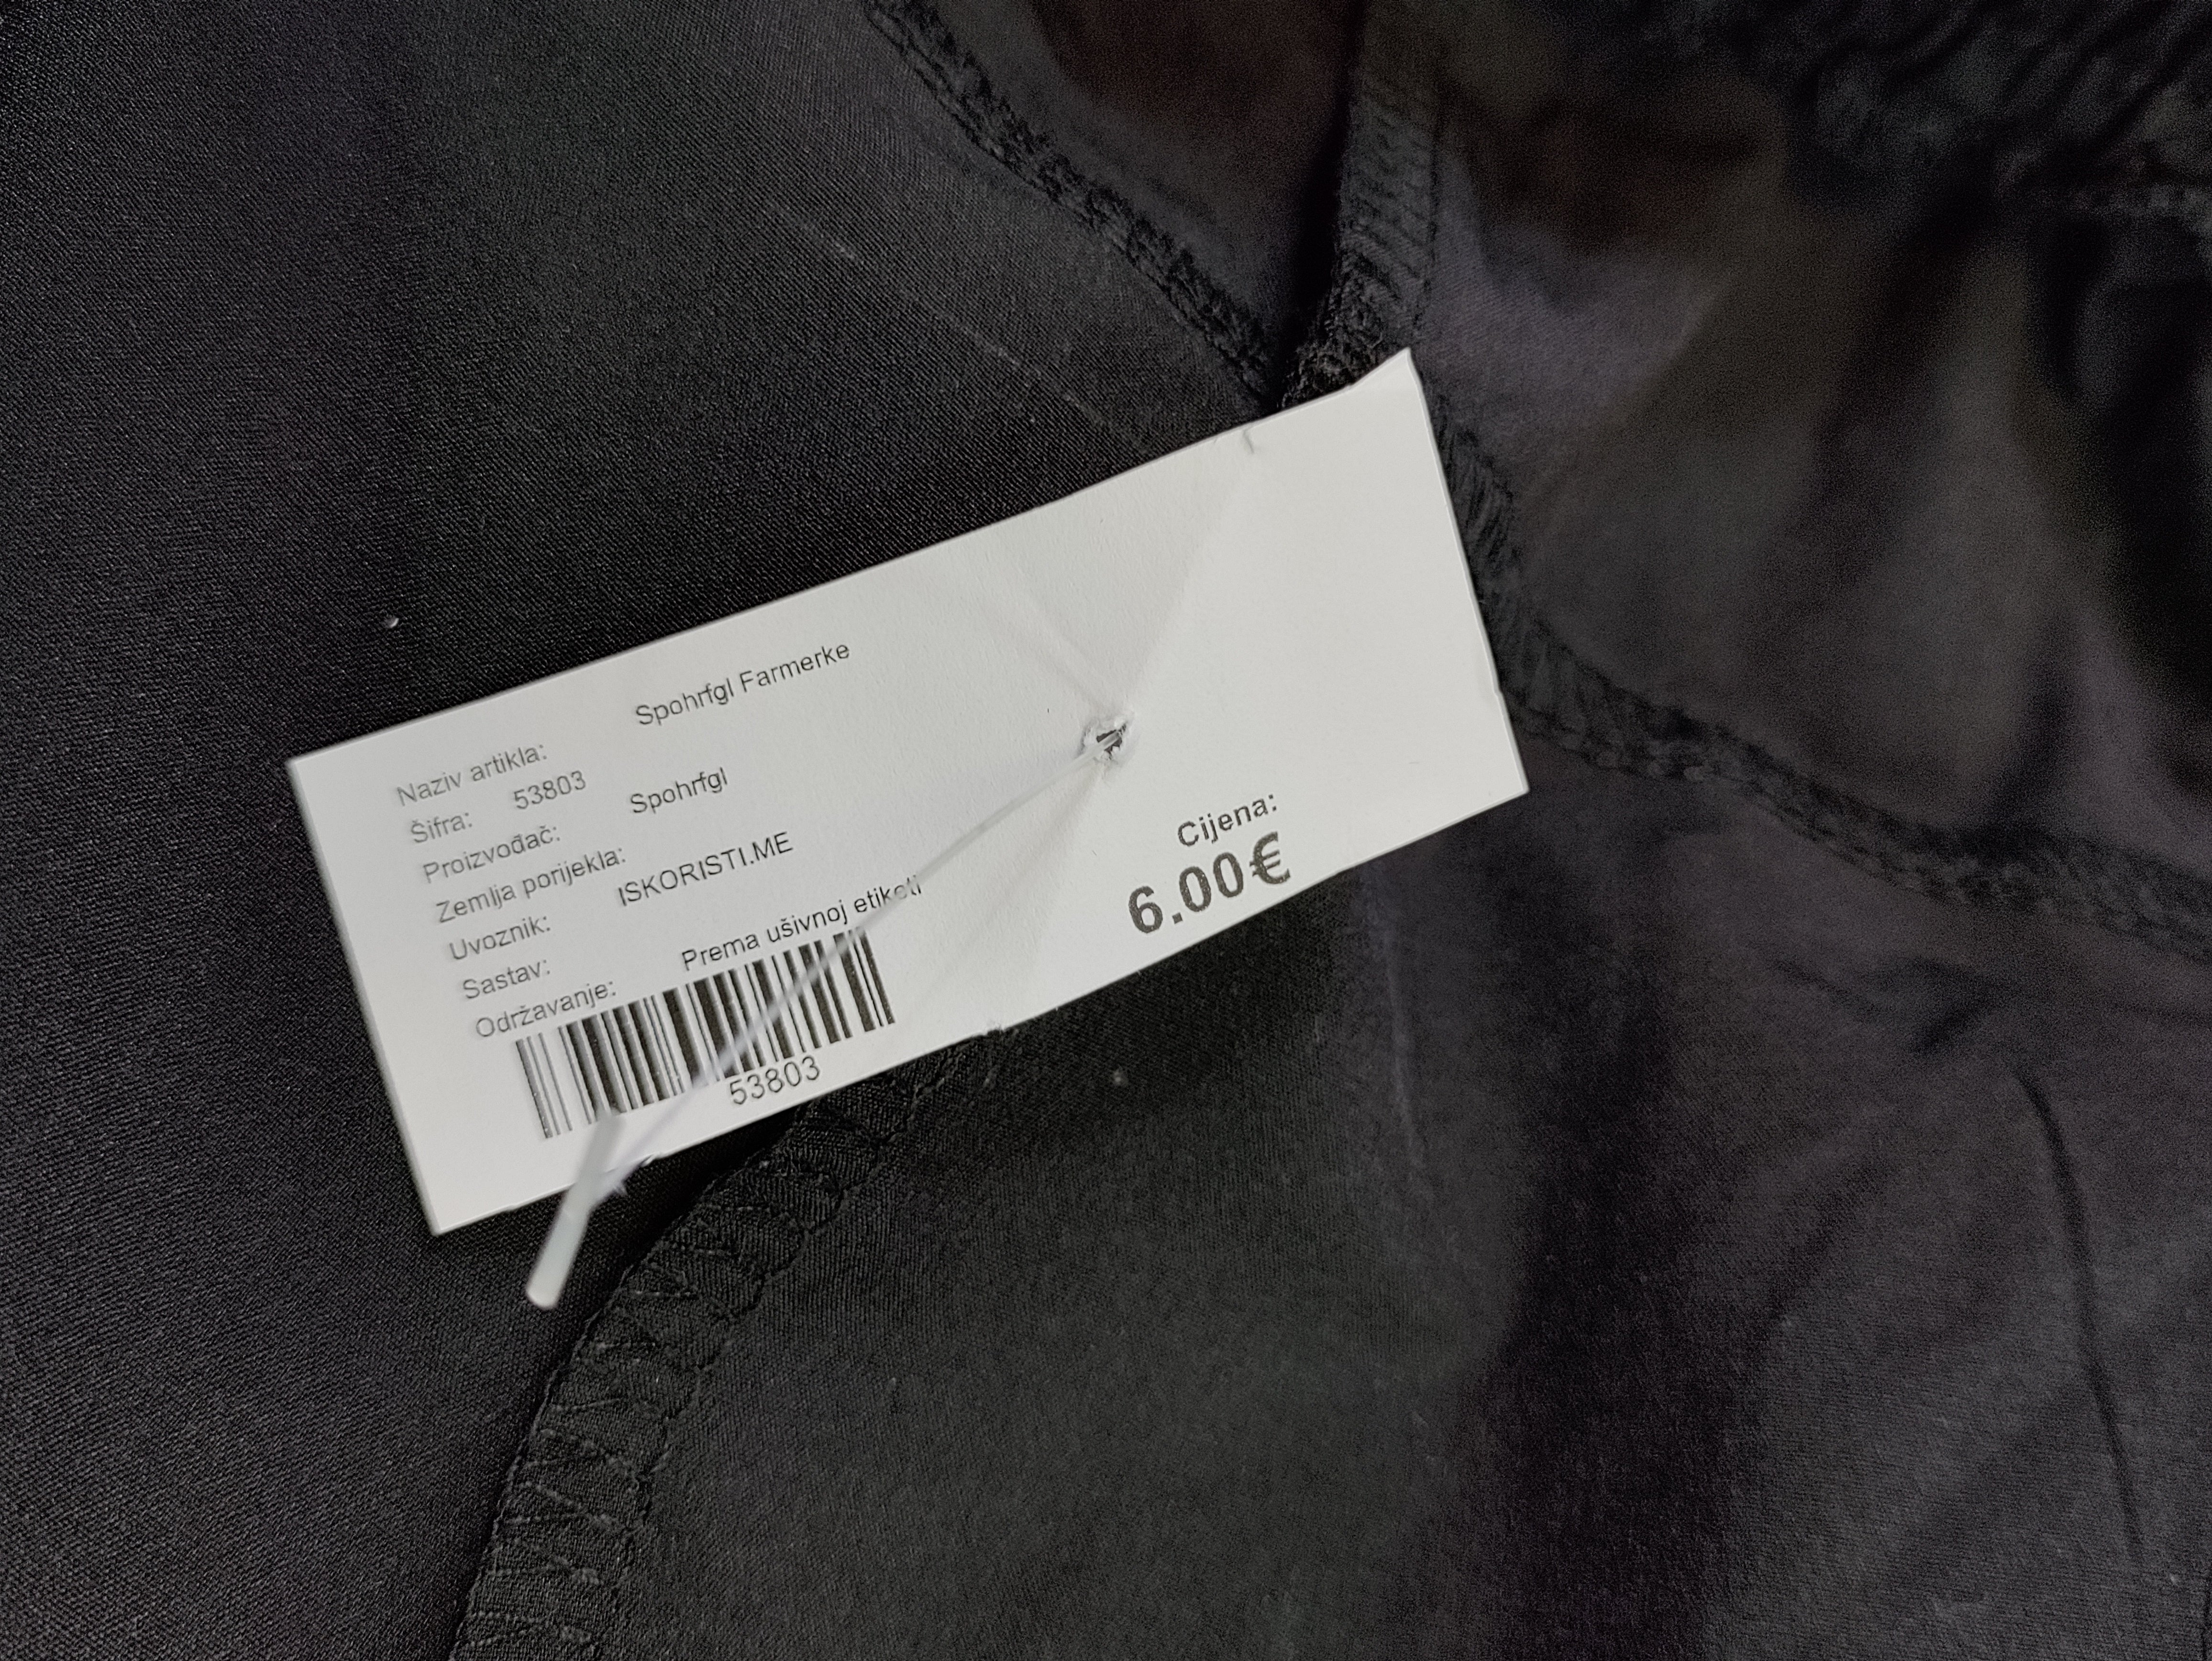 Naziv artikla: Spohrfgl Farmerke
Šifra: 53803
Proizvođač: Spohrfgl
Zemlja porijekla:
Uvoznik: ISKORISTI.ME
Sastav:
Održavanje: Prema ušivnoj etiketi
53803
Cijena:
6.00€